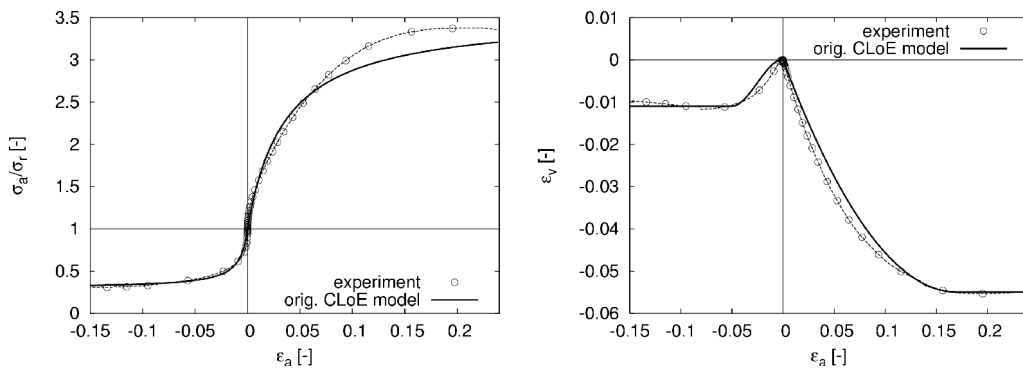 3.5
3
2.5
2
1.5
1
0.5
0
σa/σr [-]
experiment
orig. CLoE model
-0.15 -0.1 -0.05 0 0.05 0.1 0.15 0.2
εa [-]
0.01
0
-0.01
-0.02
-0.03
-0.04
-0.05
-0.06
εv [-]
experiment
orig. CLoE model
-0.15 -0.1 -0.05 0 0.05 0.1 0.15 0.2
εa [-]